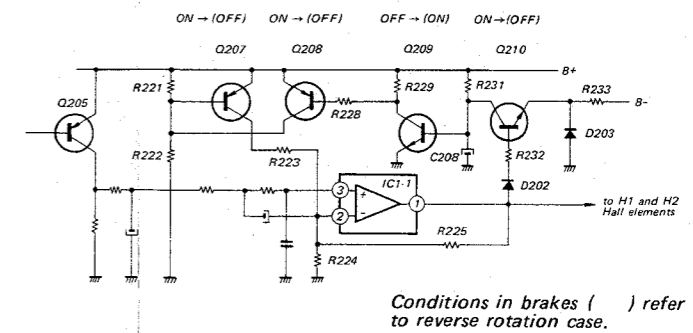 ON → (OFF) ON → (OFF) OFF → (ON) ON → (OFF)
Q207 Q208 Q209 Q210
B+
Q205 R221 R229 R231 R233
B-
R228
D203
R222 R223 C208 R232
IC1-1
D202
3 + 1
2 -
to H1 and H2
Hall elements
R225
R224
Conditions in brakes ( ) refer
to reverse rotation case.